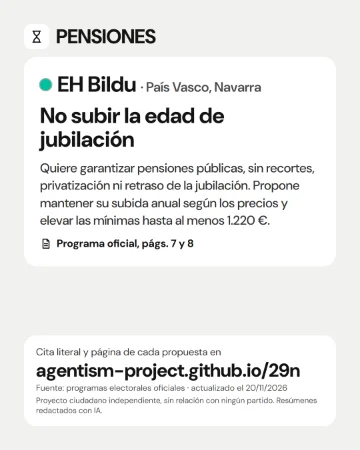 PENSIONES
EH Bildu · País Vasco, Navarra
No subir la edad de
jubilación
Quiere garantizar pensiones públicas, sin recortes,
privatización ni retraso de la jubilación. Propone
mantener su subida anual según los precios y
elevar las mínimas hasta al menos 1.220 €.
Programa oficial, págs. 7 y 8
Cita literal y página de cada propuesta en
agentism-project.github.io/29n
Fuente: programas electorales oficiales · actualizado el 20/11/2026
Proyecto ciudadano independiente, sin relación con ningún partido. Resúmenes
redactados con IA.